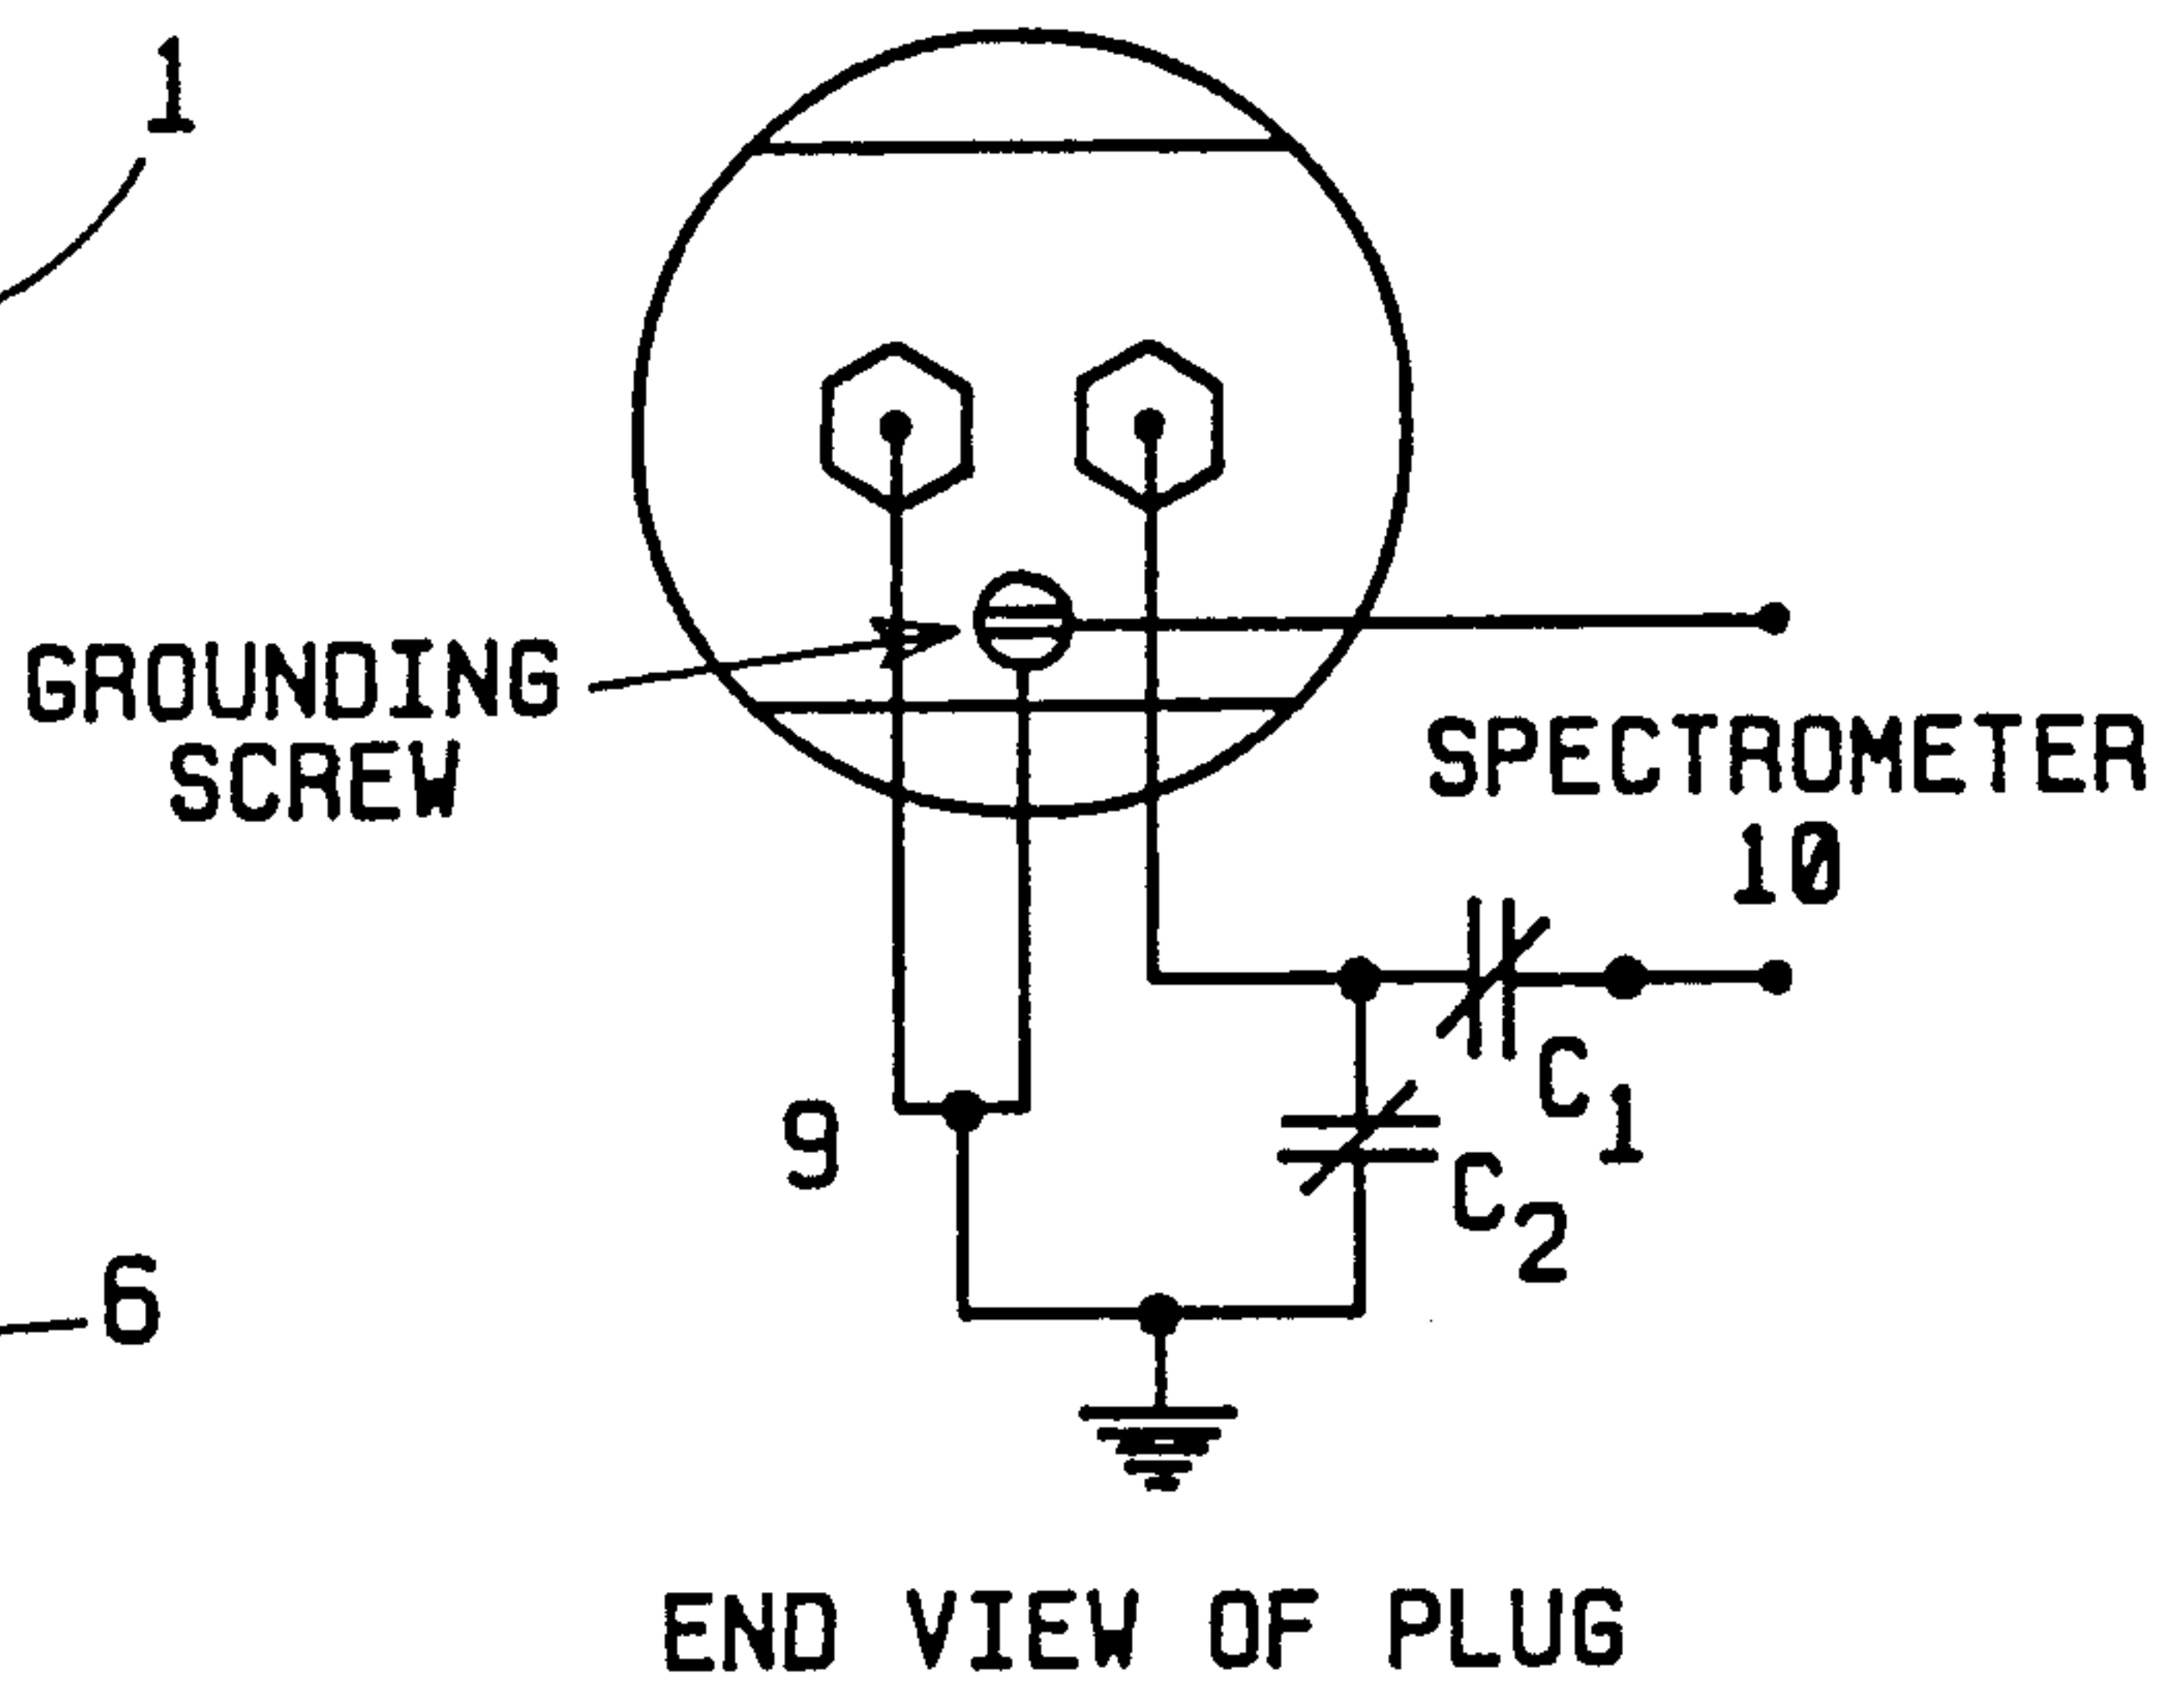 1
GROUNDING
SCREW
SPECTROMETER
10
C1
9
C2
6
END VIEW OF PLUG